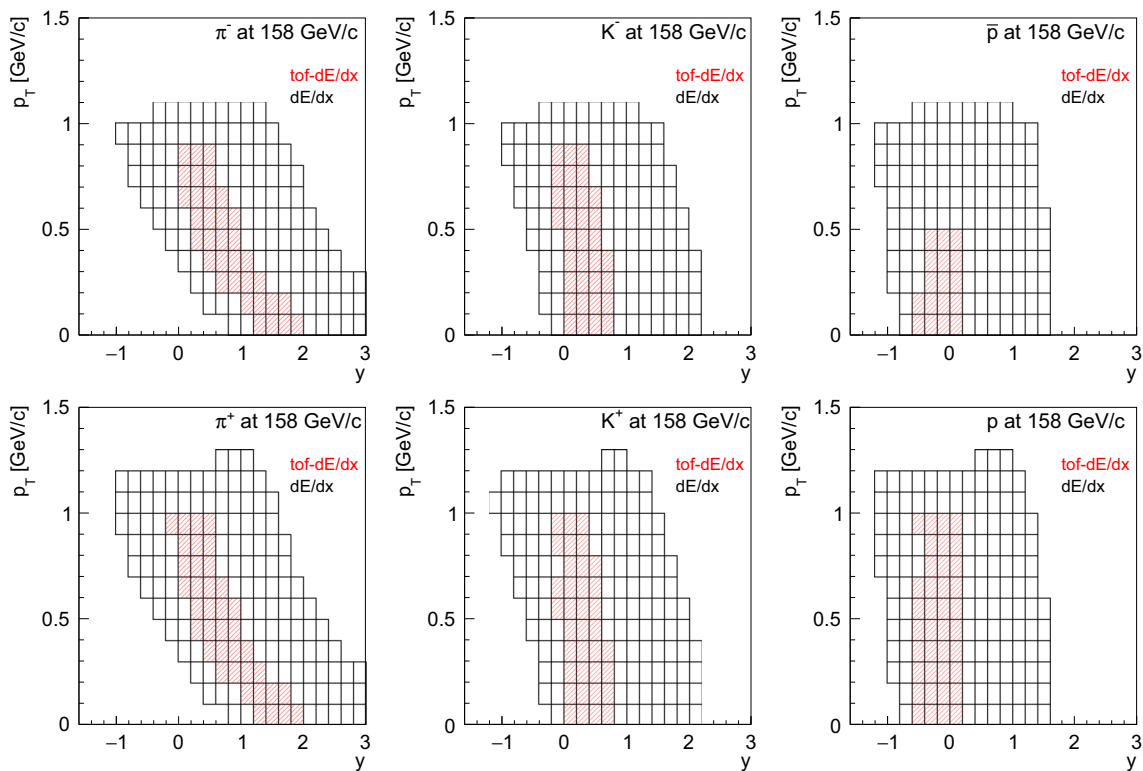 π⁻ at 158 GeV/c
p_T [GeV/c]
tof-dE/dx
dE/dx
1.5
1
0.5
0
−1 0 1 2 3
y
K⁻ at 158 GeV/c
p_T [GeV/c]
tof-dE/dx
dE/dx
1.5
1
0.5
0
−1 0 1 2 3
y
p̅ at 158 GeV/c
p_T [GeV/c]
tof-dE/dx
dE/dx
1.5
1
0.5
0
−1 0 1 2 3
y
π⁺ at 158 GeV/c
p_T [GeV/c]
tof-dE/dx
dE/dx
1.5
1
0.5
0
−1 0 1 2 3
y
K⁺ at 158 GeV/c
p_T [GeV/c]
tof-dE/dx
dE/dx
1.5
1
0.5
0
−1 0 1 2 3
y
p at 158 GeV/c
p_T [GeV/c]
tof-dE/dx
dE/dx
1.5
1
0.5
0
−1 0 1 2 3
y